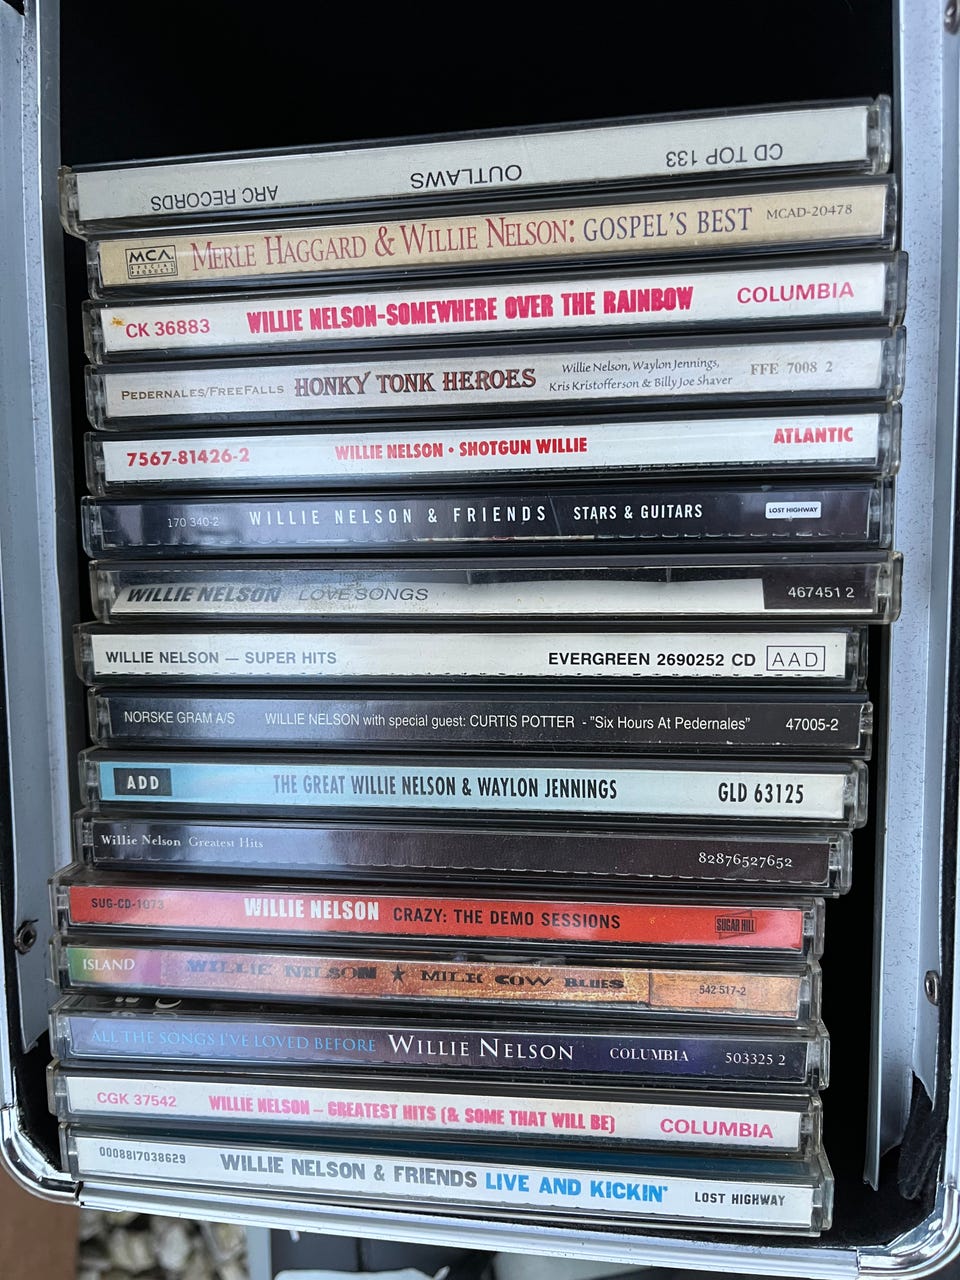 CD TOP 133 OUTLAWS ARC RECORDS
MCA SPECIAL PRODUCTS MERLE HAGGARD & WILLIE NELSON: GOSPEL'S BEST MCAD-20478
CK 36883 WILLIE NELSON-SOMEWHERE OVER THE RAINBOW COLUMBIA
PEDERNALES/FREEFALLS HONKY TONK HEROES Willie Nelson, Waylon Jennings,
Kris Kristofferson & Billy Joe Shaver FFE 7008 2
7567-81426-2 WILLIE NELSON • SHOTGUN WILLIE ATLANTIC
170 340-2 WILLIE NELSON & FRIENDS STARS & GUITARS LOST HIGHWAY
WILLIE NELSON LOVE SONGS 467451 2
WILLIE NELSON — SUPER HITS EVERGREEN 2690252 CD AAD
NORSKE GRAM A/S WILLIE NELSON with special guest: CURTIS POTTER - "Six Hours At Pedernales" 47005-2
ADD THE GREAT WILLIE NELSON & WAYLON JENNINGS GLD 63125
Willie Nelson Greatest Hits 82876527652
SUG-CD-1073 WILLIE NELSON CRAZY: THE DEMO SESSIONS SUGAR HILL
ISLAND WILLIE NELSON ★ MILK COW BLUES 542 517-2
ALL THE SONGS I'VE LOVED BEFORE WILLIE NELSON COLUMBIA 503325 2
CGK 37542 WILLIE NELSON – GREATEST HITS (& SOME THAT WILL BE) COLUMBIA
0008817038629 WILLIE NELSON & FRIENDS LIVE AND KICKIN' LOST HIGHWAY